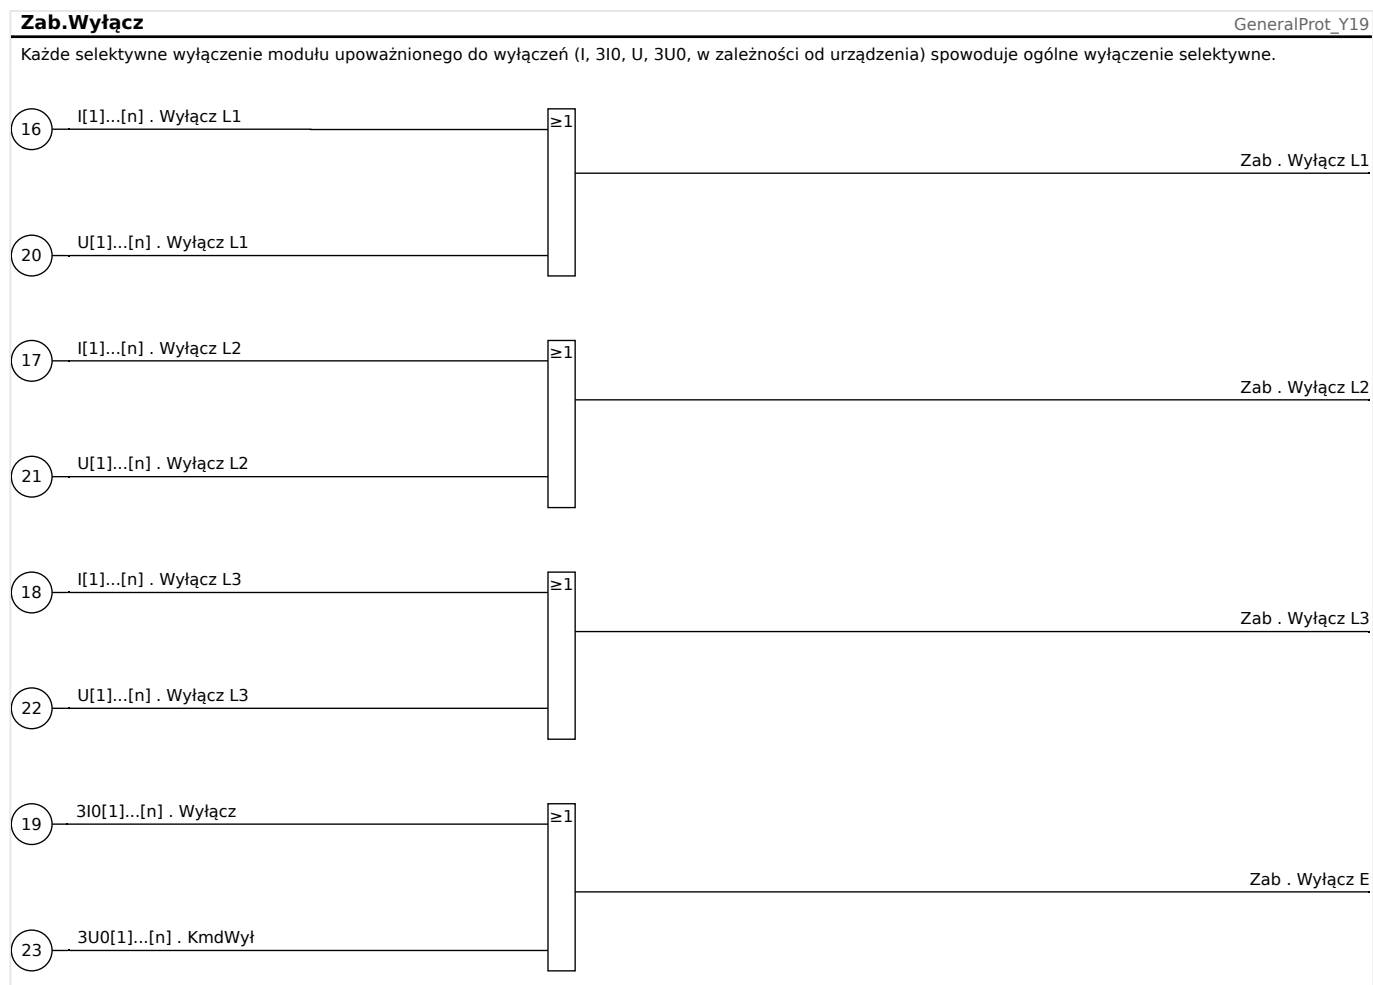 Zab.Wyłącz
GeneralProt_Y19
Każde selektywne wyłączenie modułu upoważnionego do wyłączeń (I, 3I0, U, 3U0, w zależności od urządzenia) spowoduje ogólne wyłączenie selektywne.
16
I[1]...[n] . Wyłącz L1
≥1
Zab . Wyłącz L1
20
U[1]...[n] . Wyłącz L1
17
I[1]...[n] . Wyłącz L2
≥1
Zab . Wyłącz L2
21
U[1]...[n] . Wyłącz L2
18
I[1]...[n] . Wyłącz L3
≥1
Zab . Wyłącz L3
22
U[1]...[n] . Wyłącz L3
19
3I0[1]...[n] . Wyłącz
≥1
Zab . Wyłącz E
23
3U0[1]...[n] . KmdWył